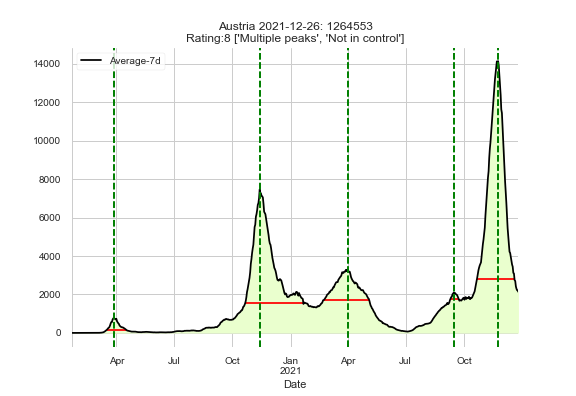 Austria 2021-12-26: 1264553
Rating:8 ['Multiple peaks', 'Not in control']
Average-7d
14000
12000
10000
8000
6000
4000
2000
0
Apr Jul Oct Jan Apr Jul Oct
2021
Date